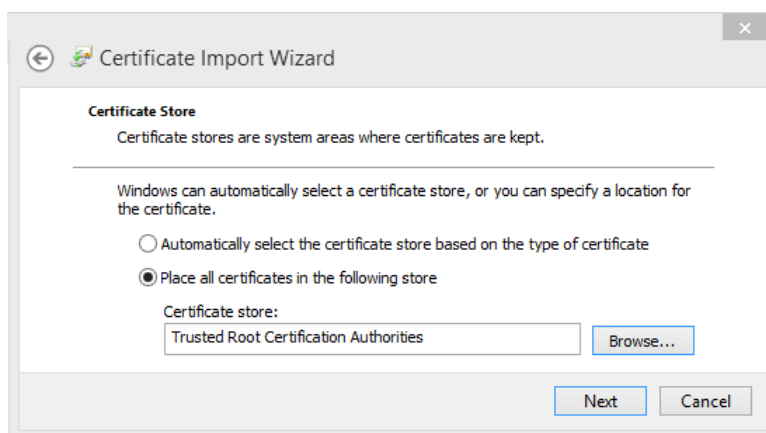 Certificate Import Wizard
Certificate Store
Certificate stores are system areas where certificates are kept.
Windows can automatically select a certificate store, or you can specify a location for
the certificate.
Automatically select the certificate store based on the type of certificate
Place all certificates in the following store
Certificate store:
Trusted Root Certification Authorities
Browse...
Next
Cancel